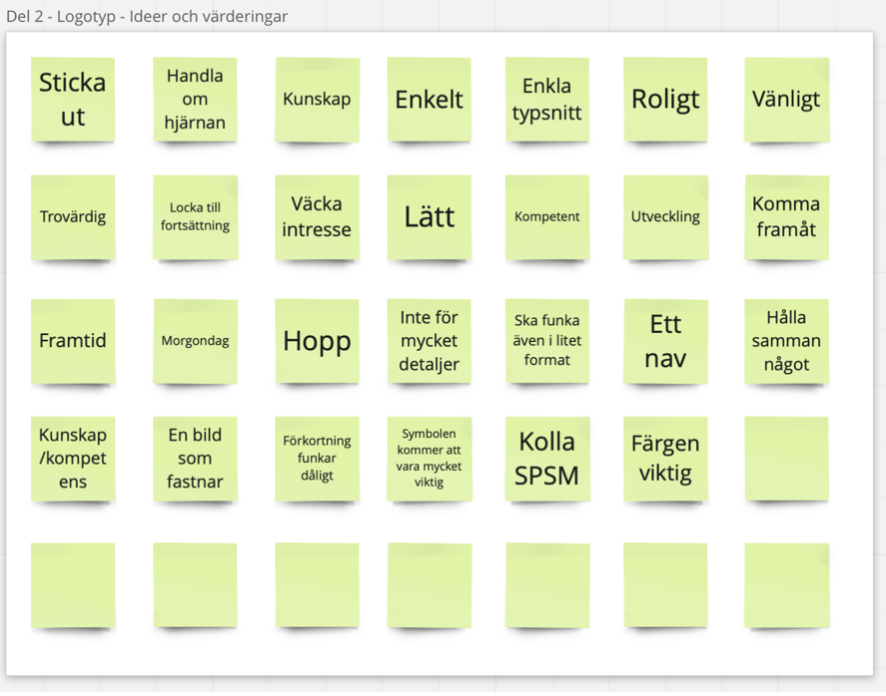 Del 2 - Logotyp - Ideer och värderingar
Sticka
ut
Handla
om
hjärnan
Kunskap
Enkelt
Enkla
typsnitt
Roligt
Vänligt
Trovärdig
Locka till
fortsättning
Väcka
intresse
Lätt
Kompetent
Utveckling
Komma
framåt
Framtid
Morgondag
Hopp
Inte för
mycket
detaljer
Ska funka
även i litet
format
Ett
nav
Hålla
samman
något
Kunskap
/kompet
ens
En bild
som
fastnar
Förkortning
funkar
dåligt
Symbolen
kommer att
vara mycket
viktig
Kolla
SPSM
Färgen
viktig